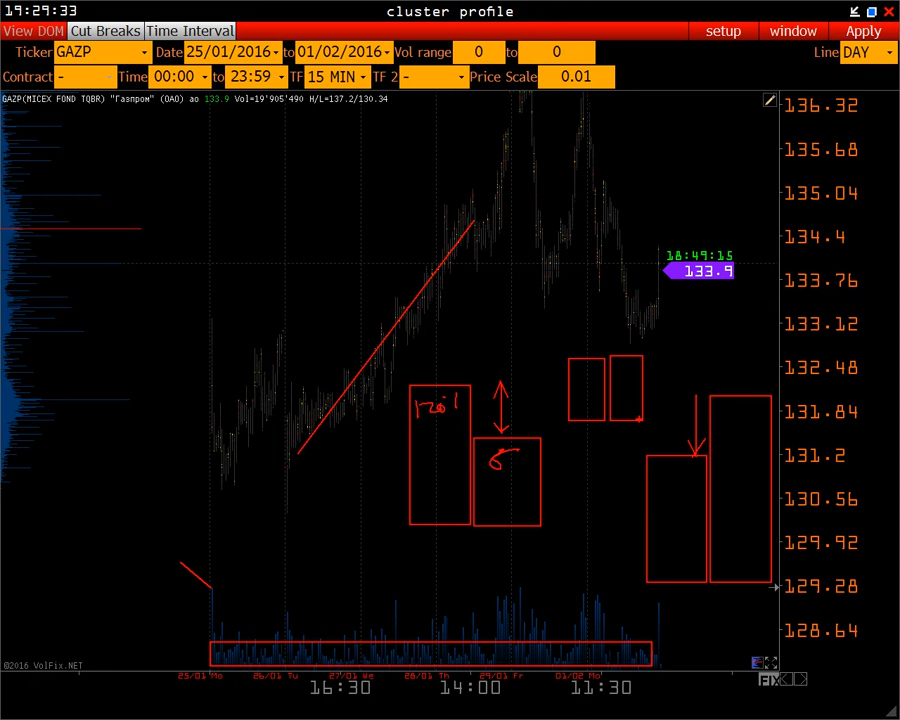 19:29:33
cluster profile
View DOM Cut Breaks Time Interval setup window Apply
Ticker GAZP Date 25/01/2016 to 01/02/2016 Vol range 0 to 0 Line DAY
Contract - Time 00:00 to 23:59 TF 15 MIN TF 2 - Price Scale 0.01
GAZP(MICEX FOND TQBR) "Газпром" (ОАО) ао 133.9 Vol=19'905'490 H/L=137.2/130.34
136.32
135.68
135.04
134.4
18:49:15
133.9
133.76
133.12
132.48
131.84
131.2
130.56
129.92
129.28
128.64
©2016 VolFix.NET
25/01 Mo 26/01 Tu 27/01 We 28/01 Th 29/01 Fr 01/02 Mo
16:30 14:00 11:30
FIX